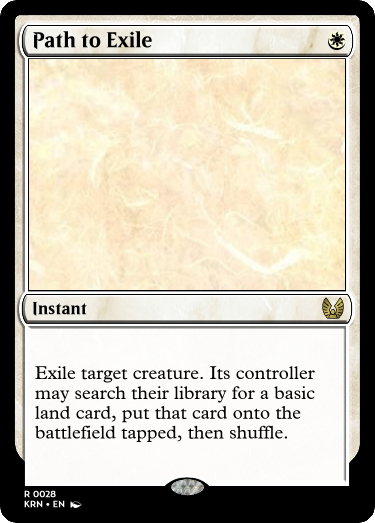 Path to Exile
Instant
Exile target creature. Its controller
may search their library for a basic
land card, put that card onto the
battlefield tapped, then shuffle.
R 0028
KRN • EN